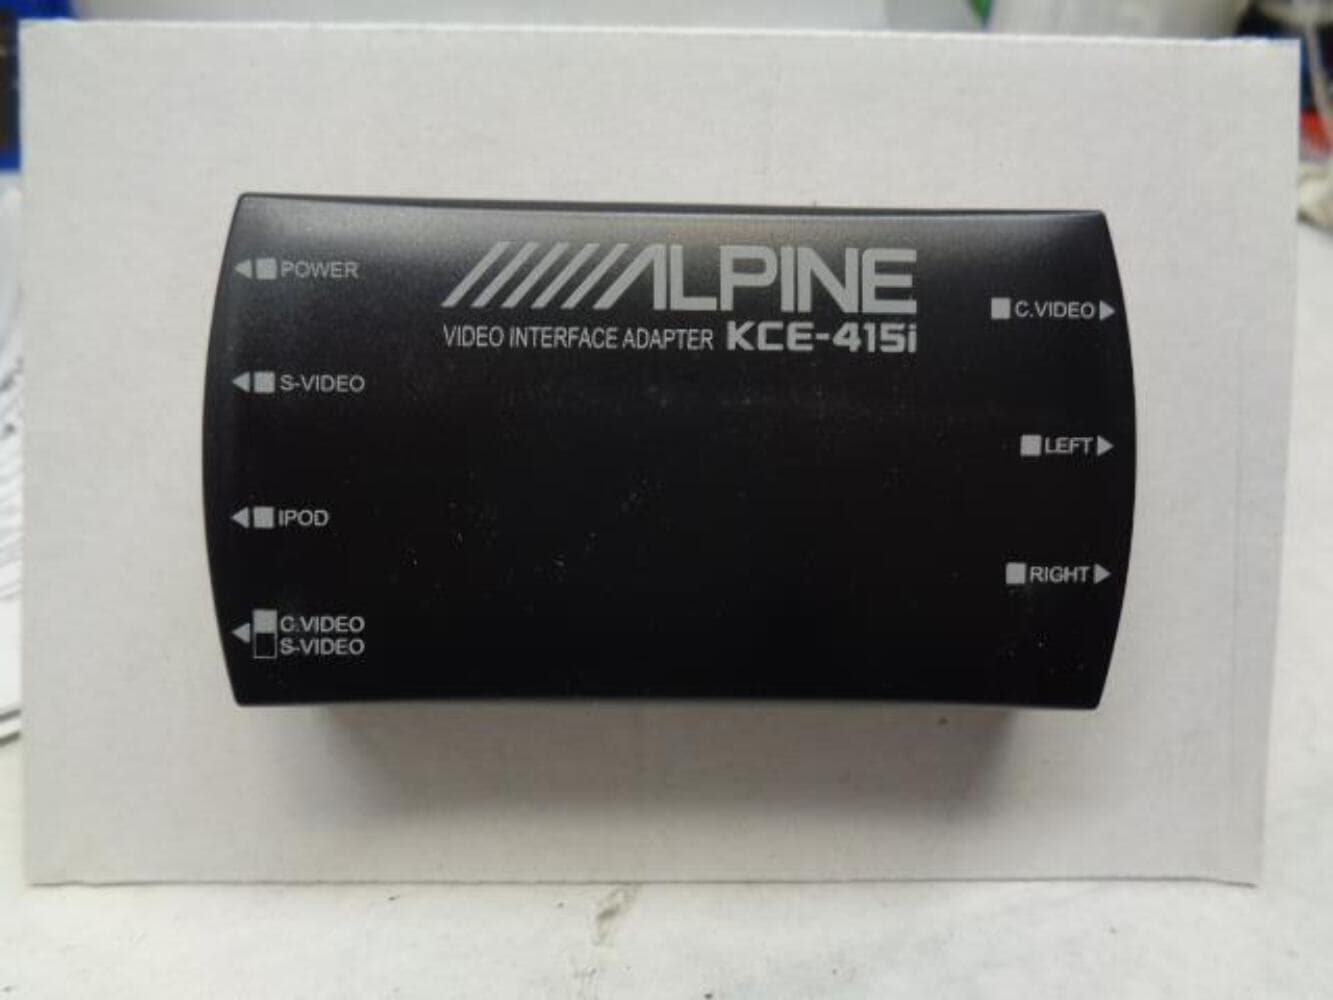 POWER
ALPINE
VIDEO INTERFACE ADAPTER KCE-415i
C.VIDEO
S-VIDEO
LEFT
IPOD
RIGHT
C.VIDEO
S-VIDEO